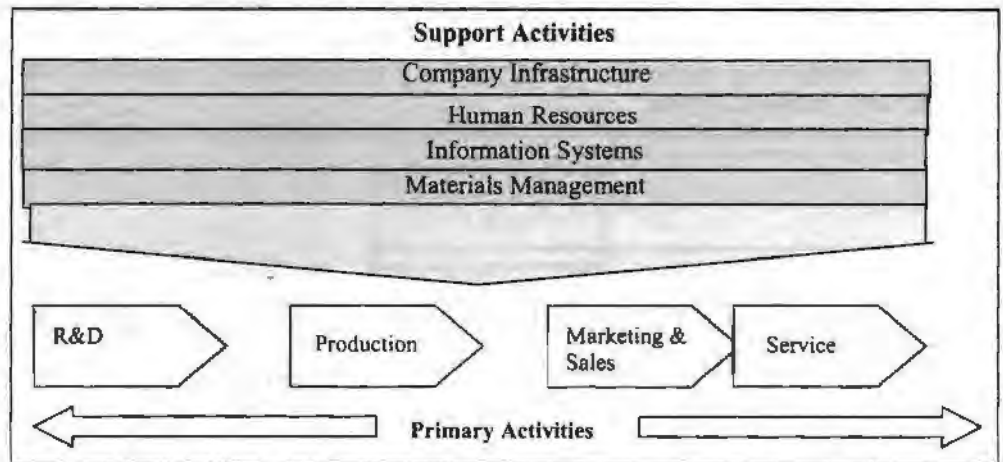 Support Activities
Company Infrastructure
Human Resources
Information Systems
Materials Management
R&D
Production
Marketing &
Sales
Service
Primary Activities